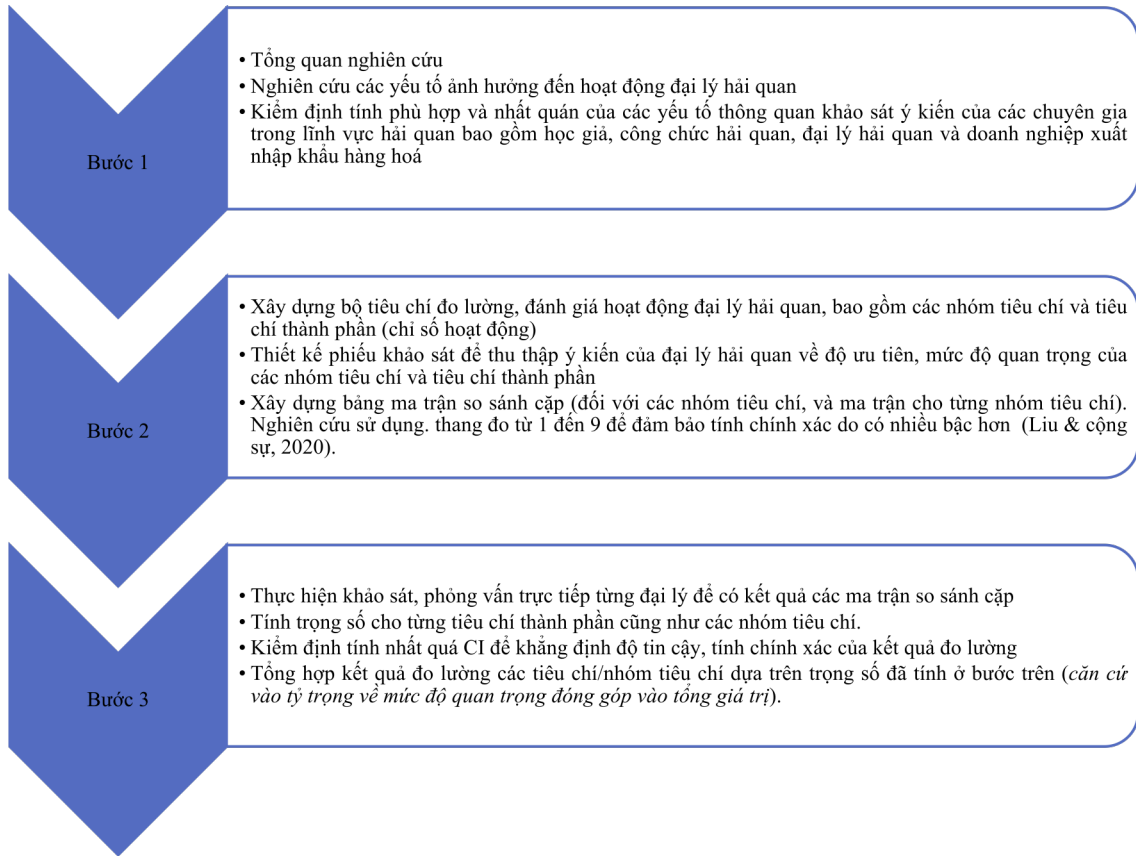 Bước 1
• Tổng quan nghiên cứu
• Nghiên cứu các yếu tố ảnh hưởng đến hoạt động đại lý hải quan
• Kiểm định tính phù hợp và nhất quán của các yếu tố thông quan khảo sát ý kiến của các chuyên gia
trong lĩnh vực hải quan bao gồm học giả, công chức hải quan, đại lý hải quan và doanh nghiệp xuất
nhập khẩu hàng hoá
Bước 2
• Xây dựng bộ tiêu chí đo lường, đánh giá hoạt động đại lý hải quan, bao gồm các nhóm tiêu chí và tiêu
chí thành phần (chỉ số hoạt động)
• Thiết kế phiếu khảo sát để thu thập ý kiến của đại lý hải quan về độ ưu tiên, mức độ quan trọng của
các nhóm tiêu chí và tiêu chí thành phần
• Xây dựng bảng ma trận so sánh cặp (đối với các nhóm tiêu chí, và ma trận cho từng nhóm tiêu chí).
Nghiên cứu sử dụng. thang đo từ 1 đến 9 để đảm bảo tính chính xác do có nhiều bậc hơn (Liu & cộng
sự, 2020).
Bước 3
• Thực hiện khảo sát, phỏng vấn trực tiếp từng đại lý để có kết quả các ma trận so sánh cặp
• Tính trọng số cho từng tiêu chí thành phần cũng như các nhóm tiêu chí.
• Kiểm định tính nhất quá CI để khẳng định độ tin cậy, tính chính xác của kết quả đo lường
• Tổng hợp kết quả đo lường các tiêu chí/nhóm tiêu chí dựa trên trọng số đã tính ở bước trên (căn cứ
vào tỷ trọng về mức độ quan trọng đóng góp vào tổng giá trị).